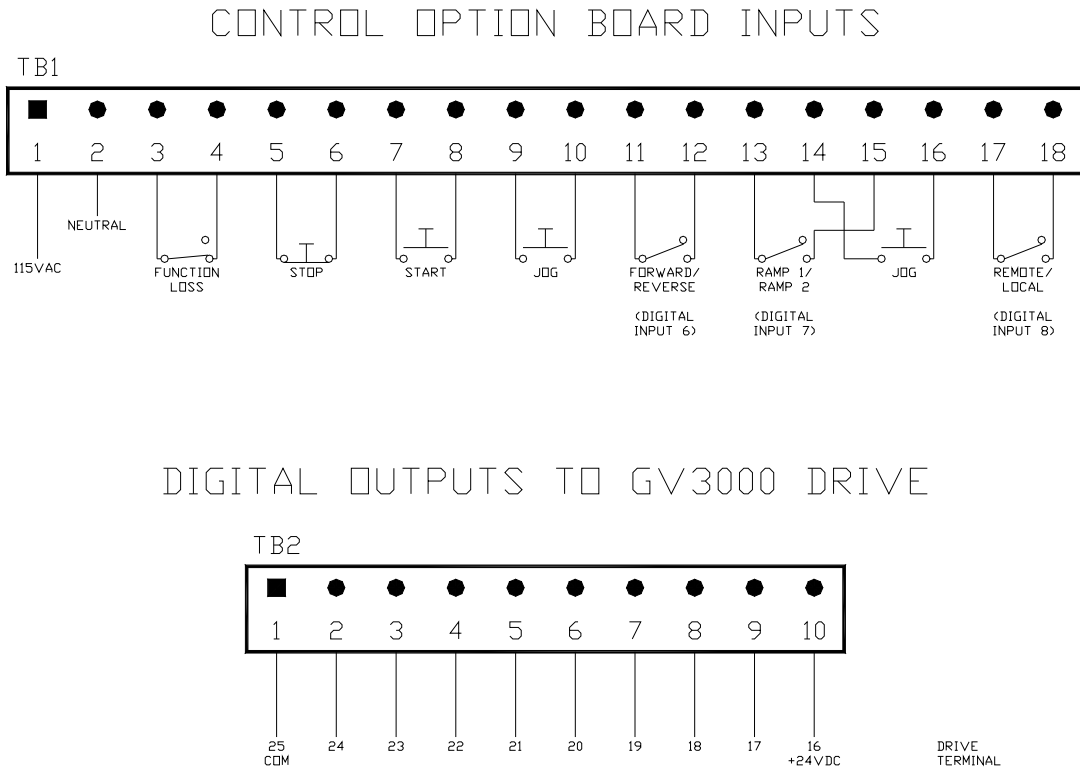 CONTROL OPTION BOARD INPUTS
TB1
1 2 3 4 5 6 7 8 9 10 11 12 13 14 15 16 17 18
NEUTRAL
115VAC
FUNCTION
LOSS
STOP
START
JOG
FORWARD/
REVERSE
(DIGITAL
INPUT 6)
RAMP 1/
RAMP 2
(DIGITAL
INPUT 7)
JOG
REMOTE/
LOCAL
(DIGITAL
INPUT 8)
DIGITAL OUTPUTS TO GV3000 DRIVE
TB2
1 2 3 4 5 6 7 8 9 10
25 24 23 22 21 20 19 18 17 16
COM +24VDC
DRIVE
TERMINAL